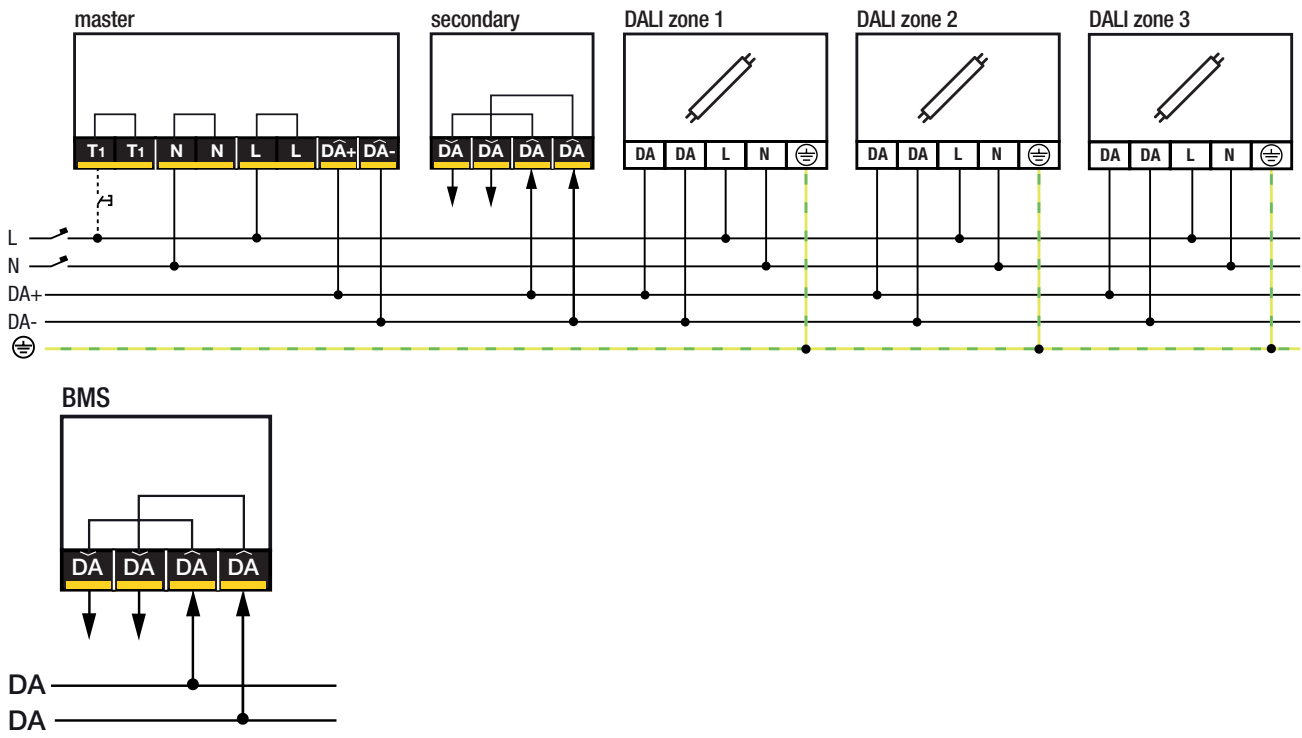 master secondary DALI zone 1 DALI zone 2 DALI zone 3
T1 T1 N N L L DA+ DA- DA DA DA DA DA DA L N DA DA L N DA DA L N
L
N
DA+
DA-
BMS
DA DA DA DA
DA
DA